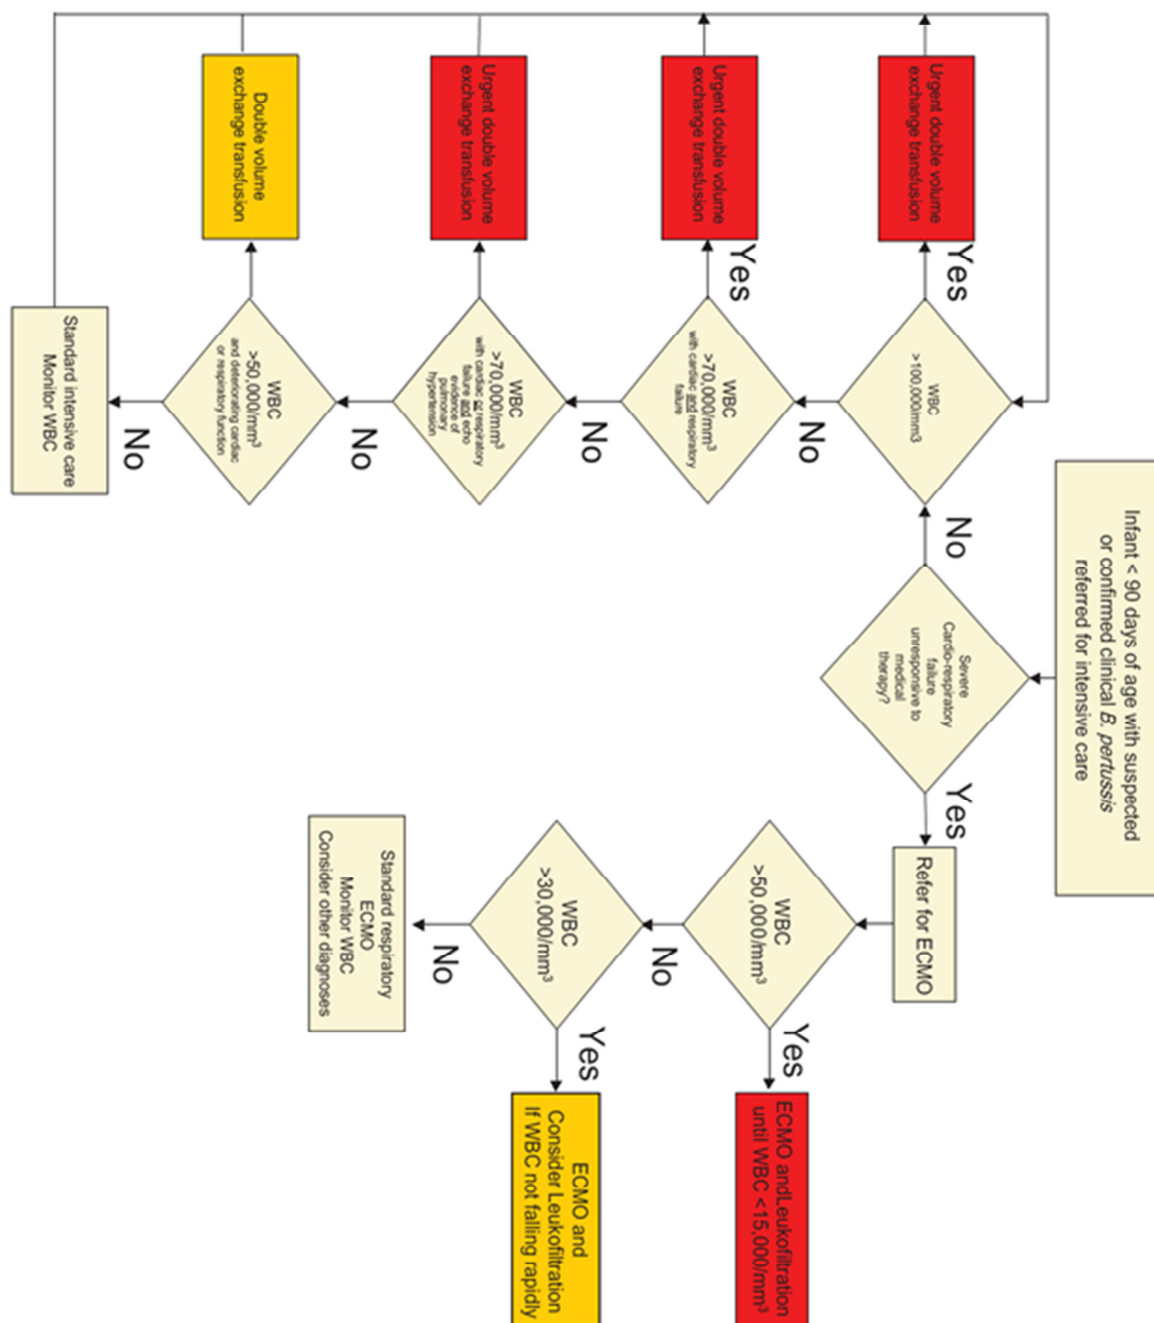 Infant < 90 days of age with suspected
or confirmed clinical B. pertussis
referred for intensive care
Severe
Cardio-respiratory
failure
unresponsive to
medical
therapy?
No
Yes
WBC
>100,000/mm3
Yes
Urgent double volume
exchange transfusion
No
WBC
>70,000/mm³
with cardiac and respiratory
failure
Yes
Urgent double volume
exchange transfusion
No
WBC
>70,000/mm³
with cardiac or respiratory
failure and echo
evidence of
pulmonary
hypertension
Urgent double volume
exchange transfusion
No
WBC
>50,000/mm³
and deteriorating cardiac
or respiratory function
Double volume
exchange transfusion
No
Standard intensive care
Monitor WBC
Refer for ECMO
WBC
>50,000/mm³
Yes
ECMO andLeukofiltration
until WBC <15,000/mm³
No
WBC
>30,000/mm³
Yes
ECMO and
Consider Leukofiltration
If WBC not falling rapidly
No
Standard respiratory
ECMO
Monitor WBC
Consider other diagnoses